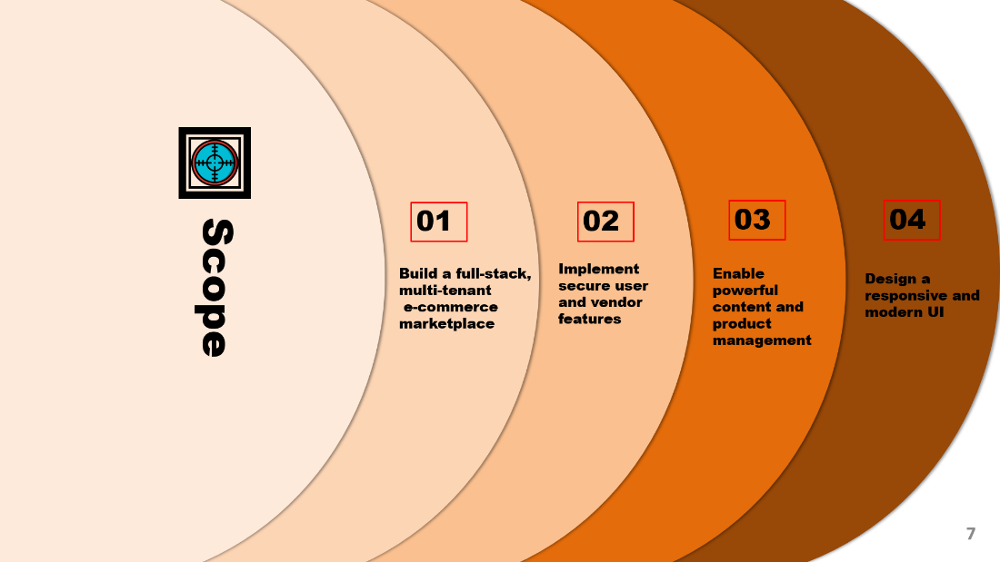 Scope
01
Build a full-stack,
multi-tenant
e-commerce
marketplace
02
Implement
secure user
and vendor
features
03
Enable
powerful
content and
product
management
04
Design a
responsive and
modern UI
7